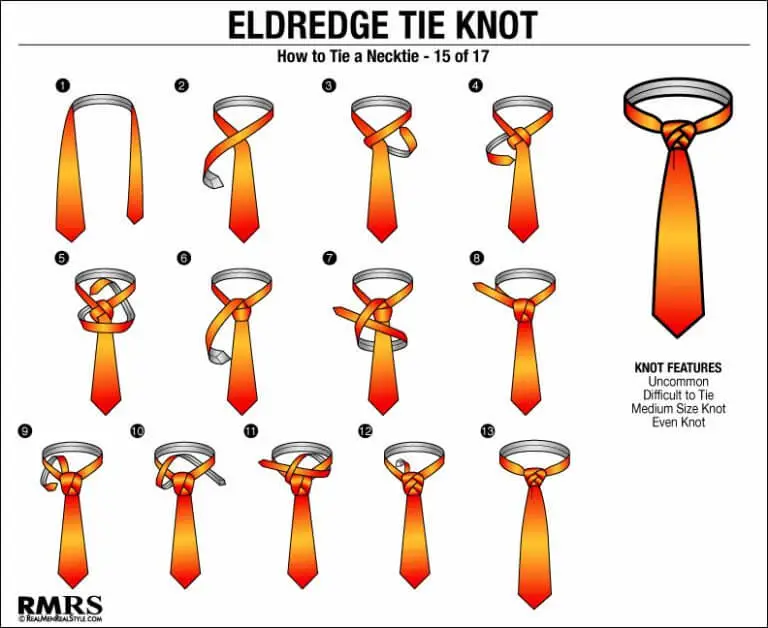 ELDREDGE TIE KNOT
How to Tie a Necktie - 15 of 17
1
2
3
4
5
6
7
8
KNOT FEATURES
Uncommon
Difficult to Tie
Medium Size Knot
Even Knot
9
10
11
12
13
RMRS
© REALMENREALSTYLE.COM